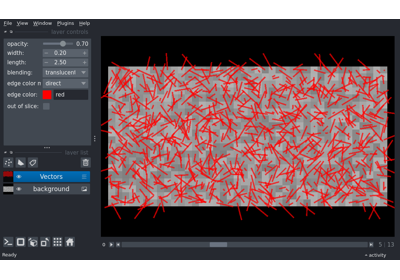 File View Window Plugins Help
layer controls
opacity: 0.70
width: 0.20
length: 2.50
blending: translucent
edge color m direct
edge color: red
out of slice:
layer list
Vectors
background
0 5 13
Ready activity